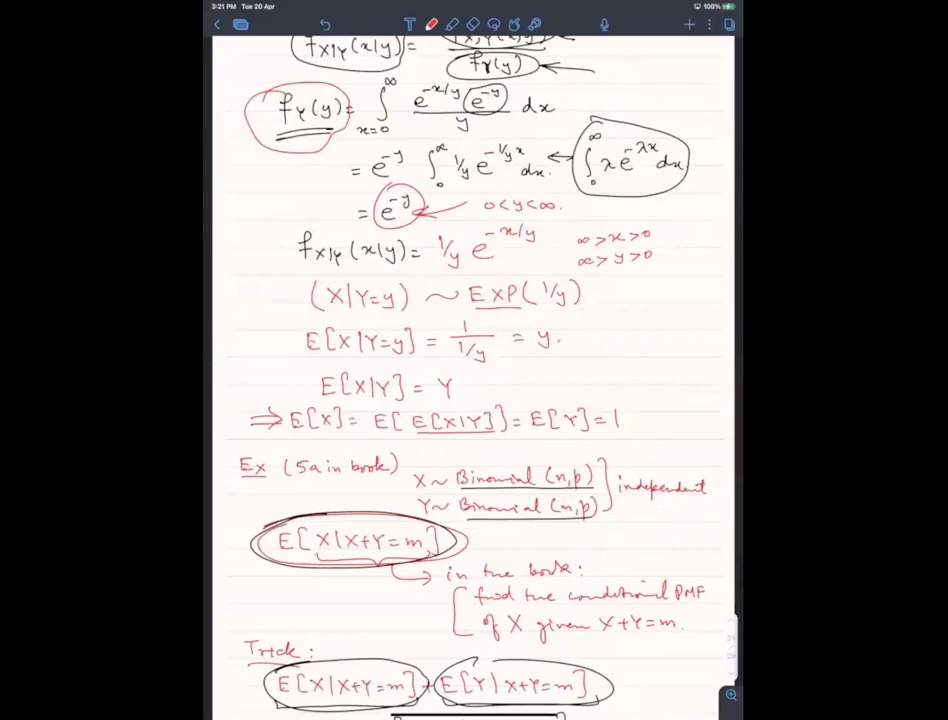 3:21 PM Tue 20 Apr
100%
f_{X|Y}(x|y) = f_{X,Y}(x,y) / f_Y(y)
f_Y(y) = ∫_{x=0}^{∞} e^{-x/y} e^{-y} / y dx
= e^{-y} ∫_0^∞ 1/y e^{-1/y x} dx. ← ∫_0^∞ λ e^{-λx} dx
= e^{-y} ← 0 < y < ∞.
f_{X|Y}(x|y) = 1/y e^{-x/y} ∞ > x > 0
∞ > y > 0
(X|Y=y) ~ EXP(1/y)
E[X|Y=y] = 1/(1/y) = y.
E[X|Y] = Y
⇒ E[X] = E[E[X|Y]] = E[Y] = 1
Ex (5a in book)
X ~ Binomial (n,p)
Y ~ Binomial (n,p) } independent
E[X|X+Y=m]
→ in the book:
find the conditional PMF
of X given X+Y=m.
Trick:
E[X|X+Y=m] + E[Y|X+Y=m]